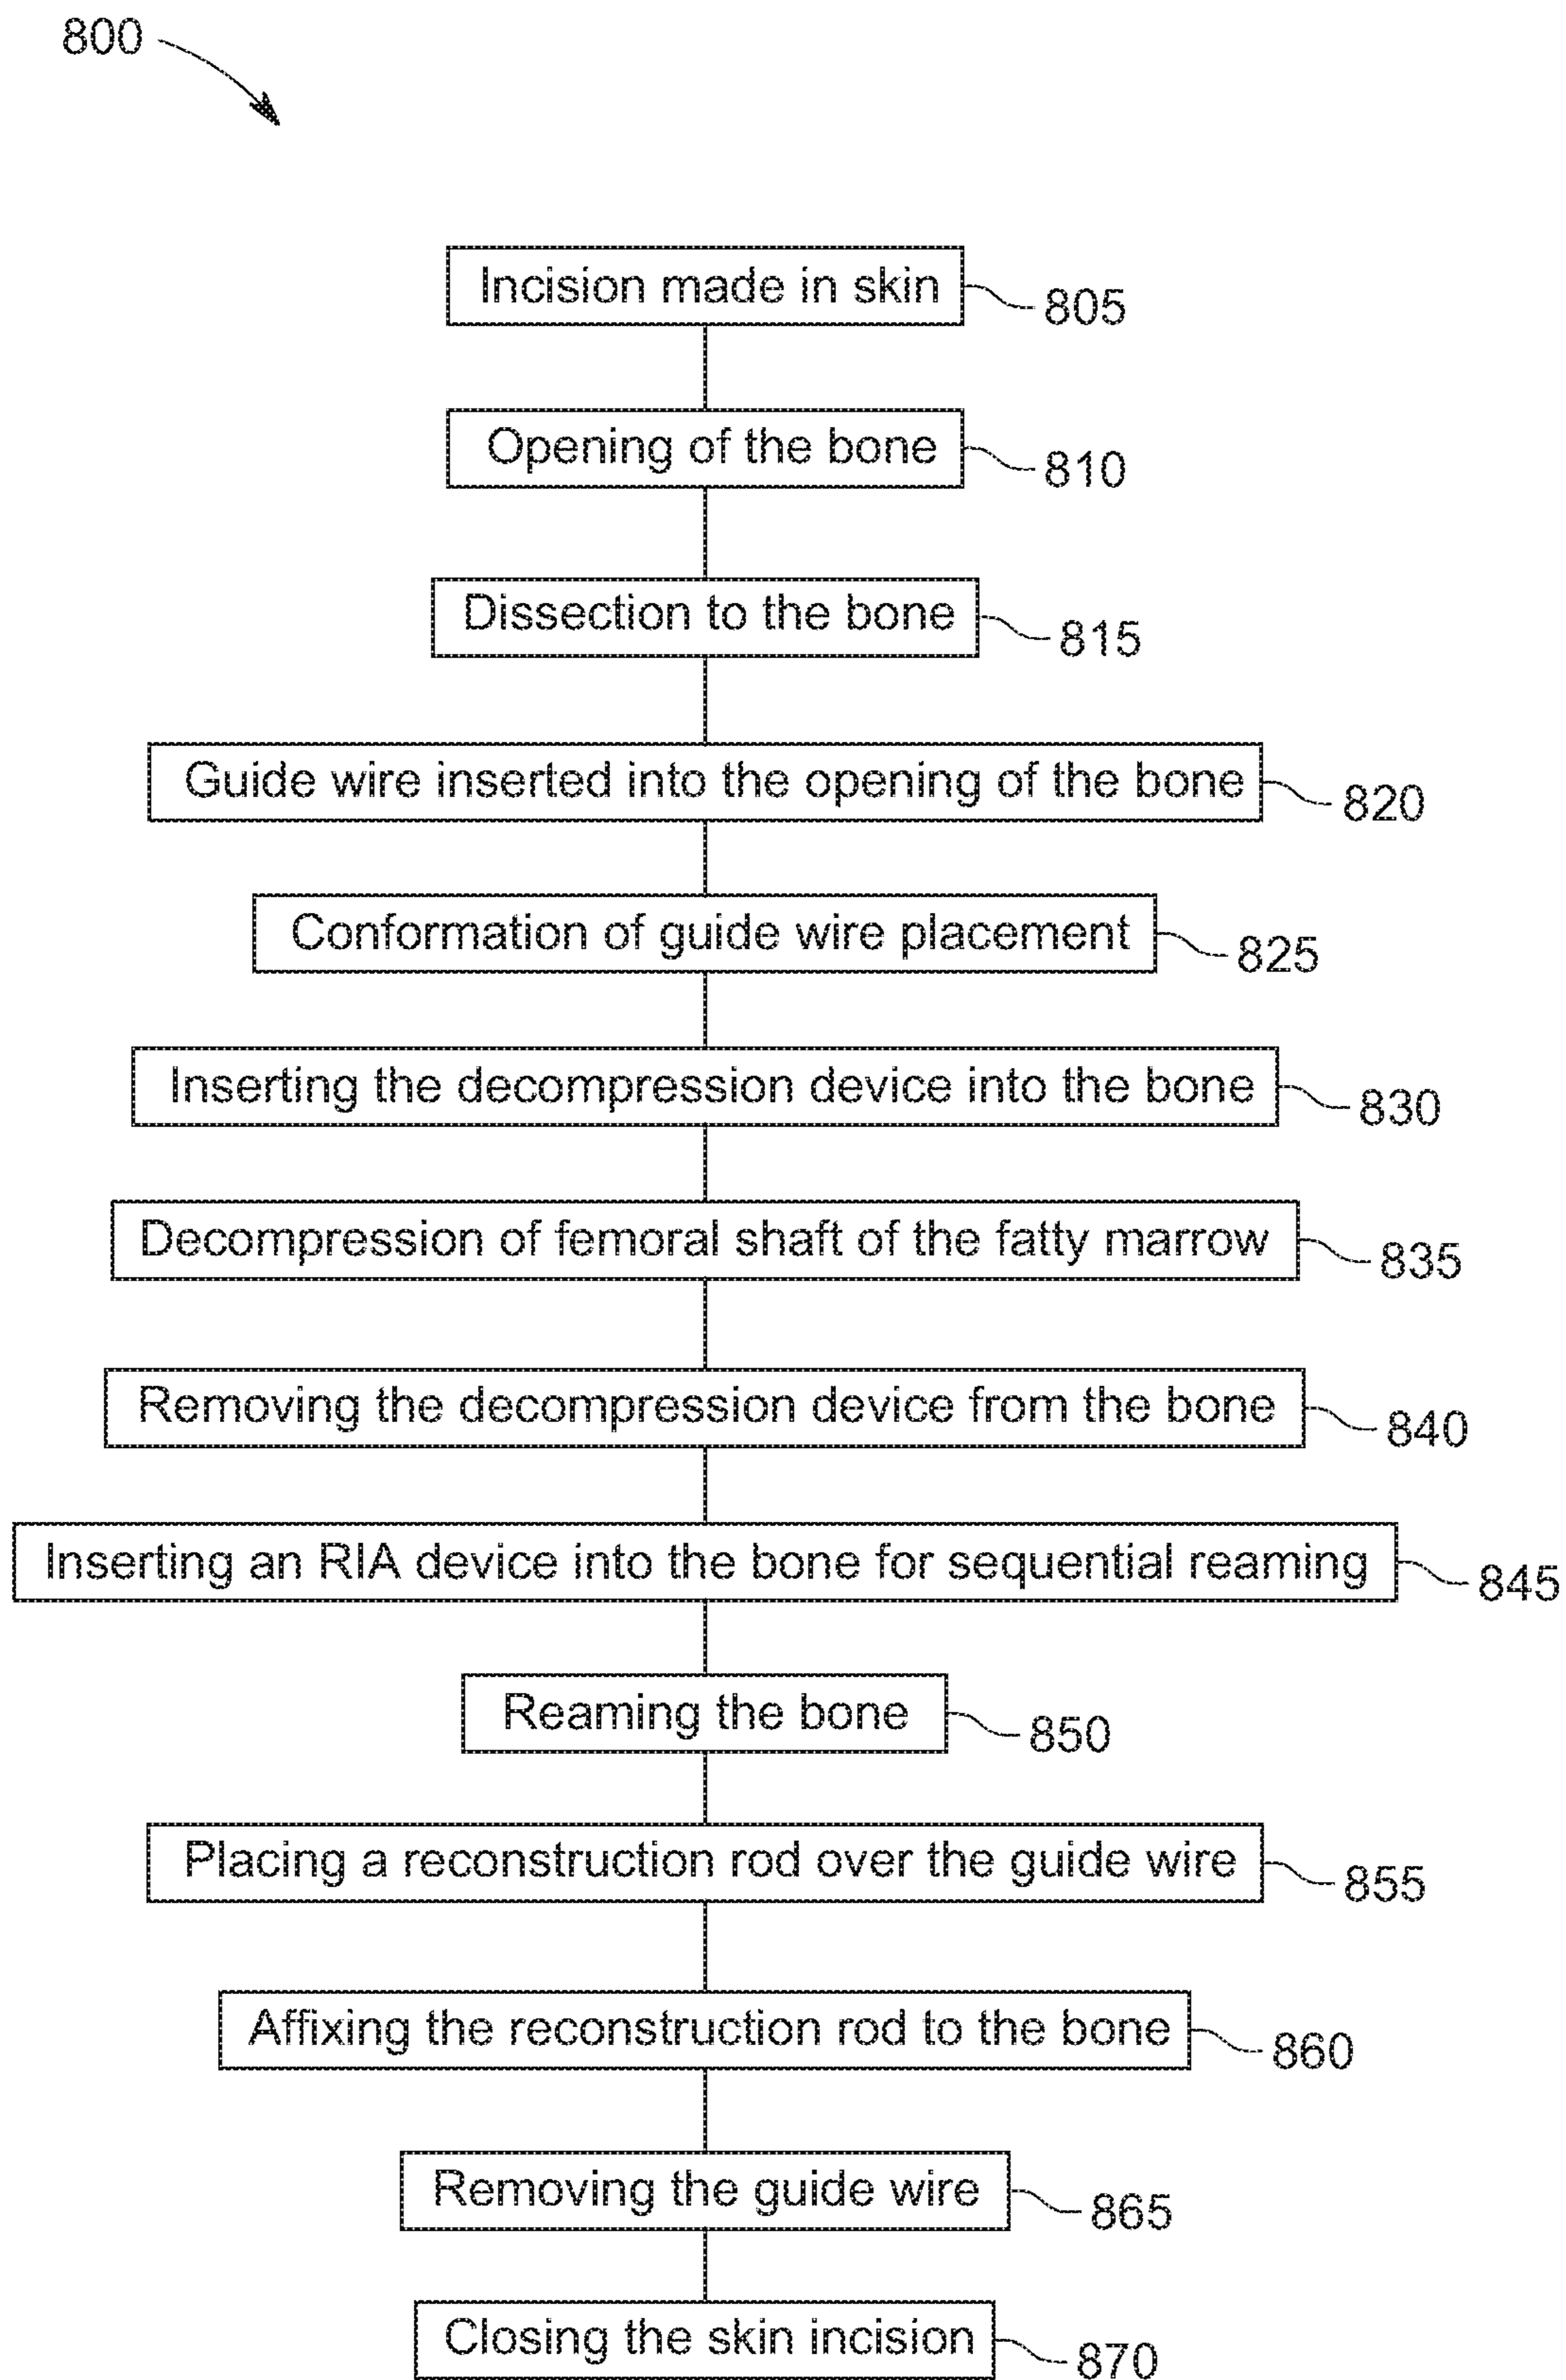 800
Incision made in skin
805
Opening of the bone
810
Dissection to the bone
815
Guide wire inserted into the opening of the bone
820
Conformation of guide wire placement
825
Inserting the decompression device into the bone
830
Decompression of femoral shaft of the fatty marrow
835
Removing the decompression device from the bone
840
Inserting an RIA device into the bone for sequential reaming
845
Reaming the bone
850
Placing a reconstruction rod over the guide wire
855
Affixing the reconstruction rod to the bone
860
Removing the guide wire
865
Closing the skin incision
870